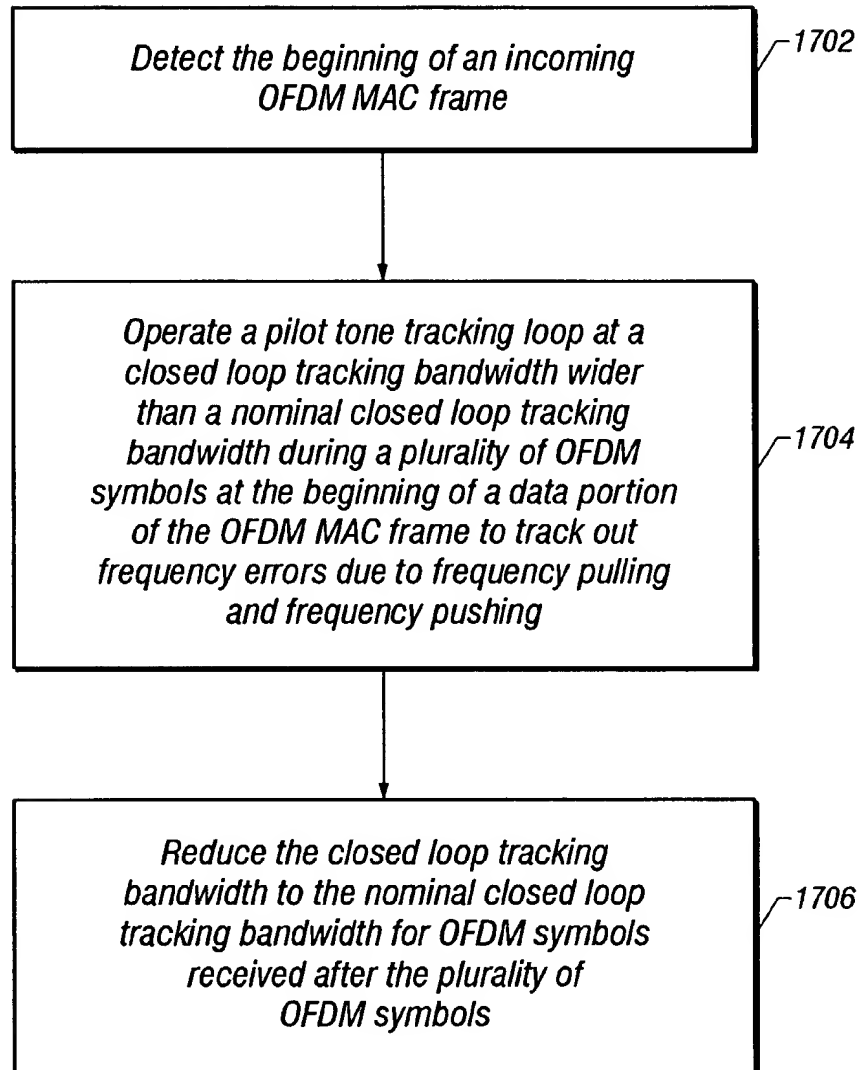 Detect the beginning of an incoming
OFDM MAC frame
1702
Operate a pilot tone tracking loop at a
closed loop tracking bandwidth wider
than a nominal closed loop tracking
bandwidth during a plurality of OFDM
symbols at the beginning of a data portion
of the OFDM MAC frame to track out
frequency errors due to frequency pulling
and frequency pushing
1704
Reduce the closed loop tracking
bandwidth to the nominal closed loop
tracking bandwidth for OFDM symbols
received after the plurality of
OFDM symbols
1706